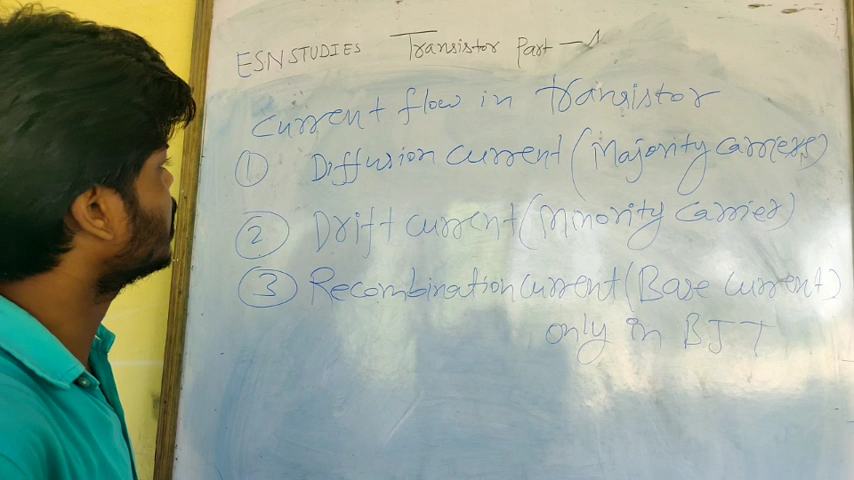 ESN STUDIES Transistor Part - 1
Current flow in transistor
① Diffusion current (Majority carriers)
② Drift current (Minority carrier)
③ Recombination current (Base current)
only in BJT